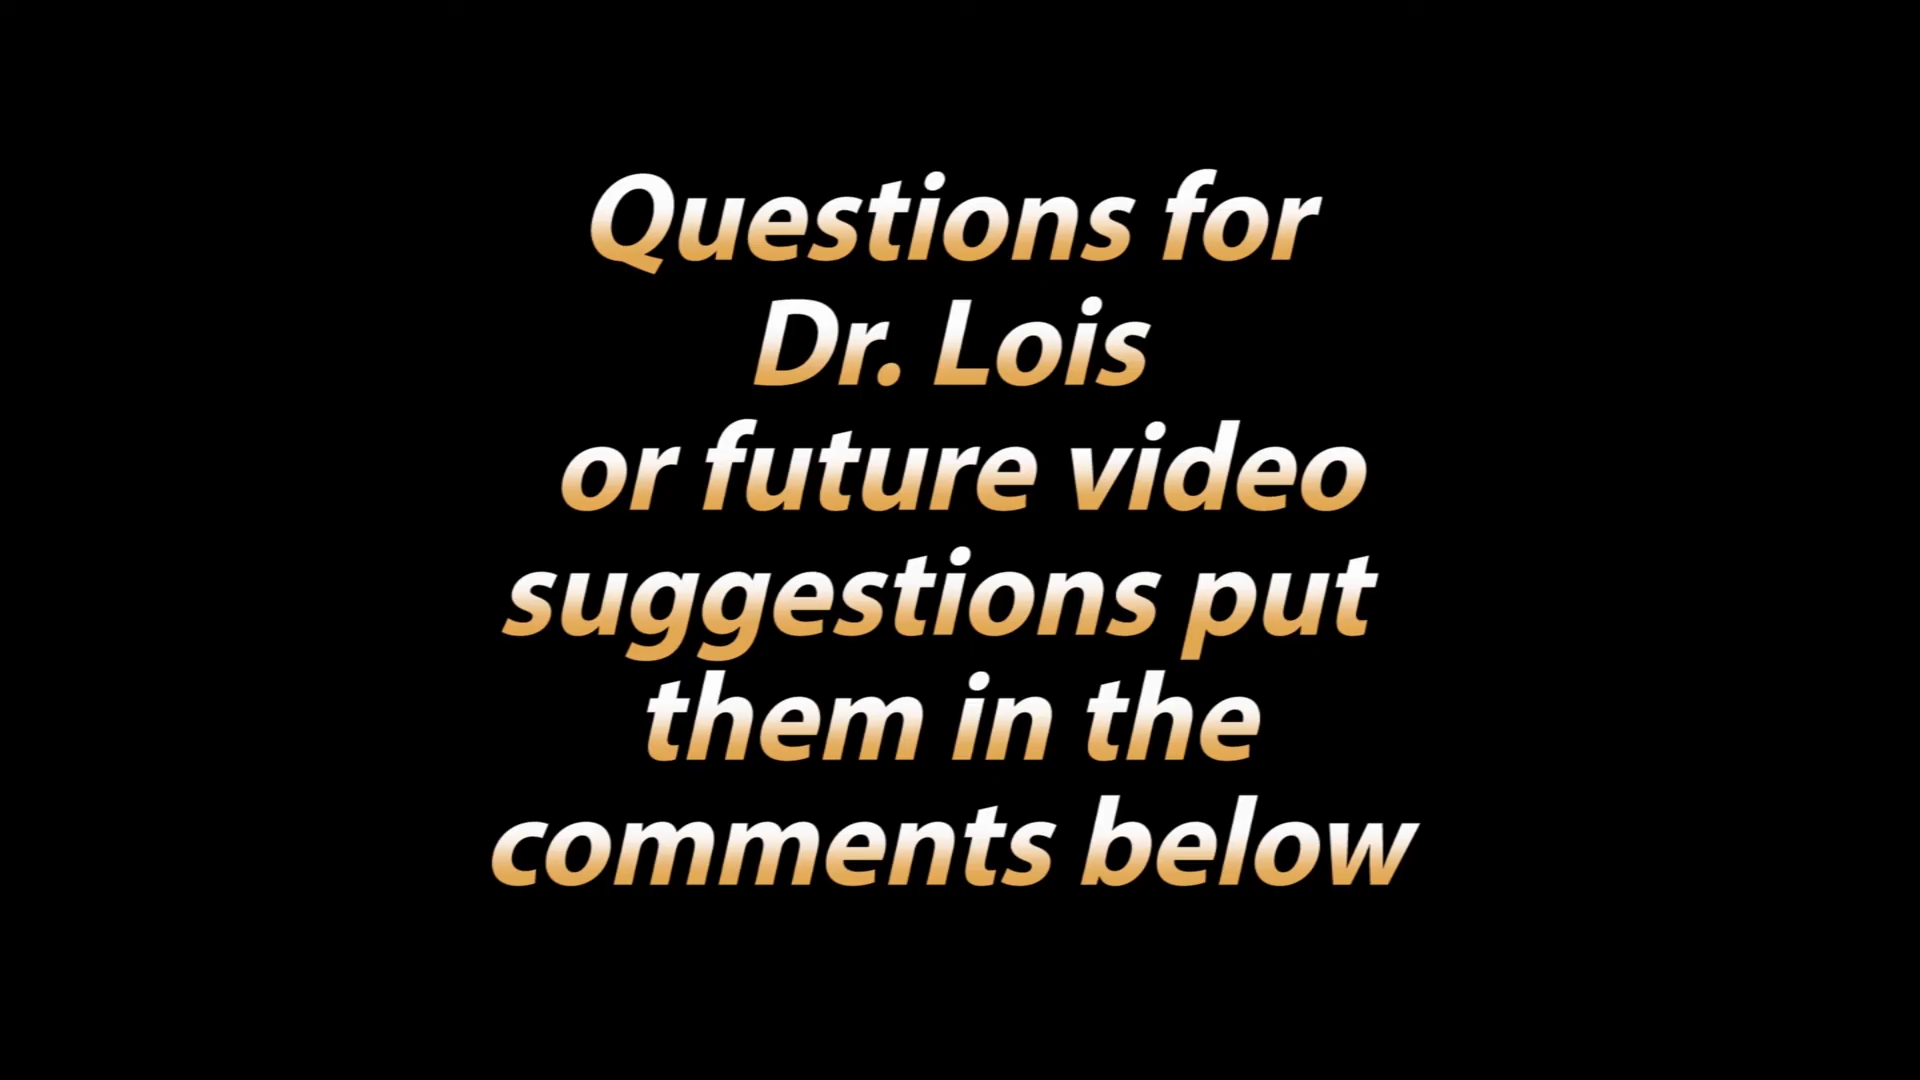 Questions for
Dr. Lois
or future video
suggestions put
them in the
comments below